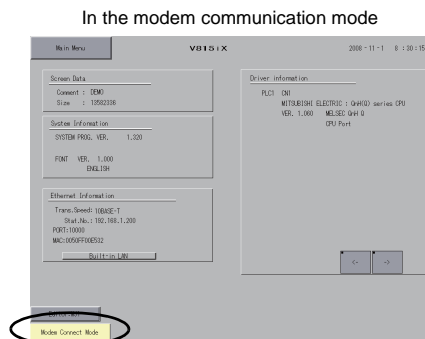 In the modem communication mode
Main Menu
V815iX
2008-11-1 8:30:15
Screen Data
Comment : DEMO
Size : 13582336
System Information
SYSTEM PROG. VER. 1.320
FONT VER. 1.000
ENGLISH
Ethernet Information
Trans.Speed: 10BASE-T
Stat.No.: 192.168.1.200
PORT:10000
MAC:0050FF00E532
Built-in LAN
Driver information
PLC1 CN1
MITSUBISHI ELECTRIC : QnH(Q) series CPU
VER. 1.060 MELSEC QnH Q
CPU Port
<- ->
Modem Connect Mode